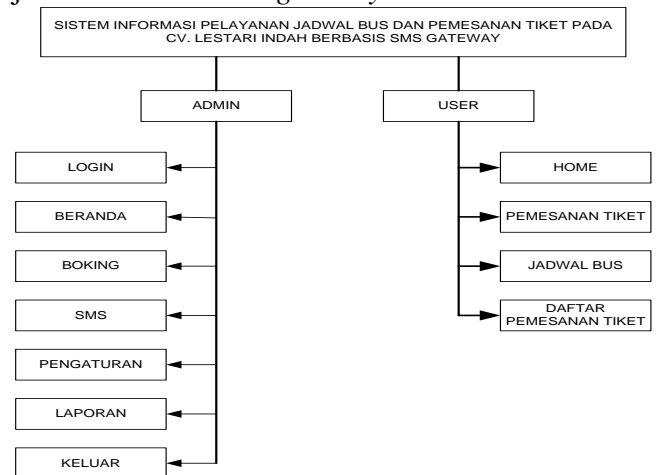 SISTEM INFORMASI PELAYANAN JADWAL BUS DAN PEMESANAN TIKET PADA
CV. LESTARI INDAH BERBASIS SMS GATEWAY
ADMIN
USER
LOGIN
BERANDA
BOKING
SMS
PENGATURAN
LAPORAN
KELUAR
HOME
PEMESANAN TIKET
JADWAL BUS
DAFTAR
PEMESANAN TIKET